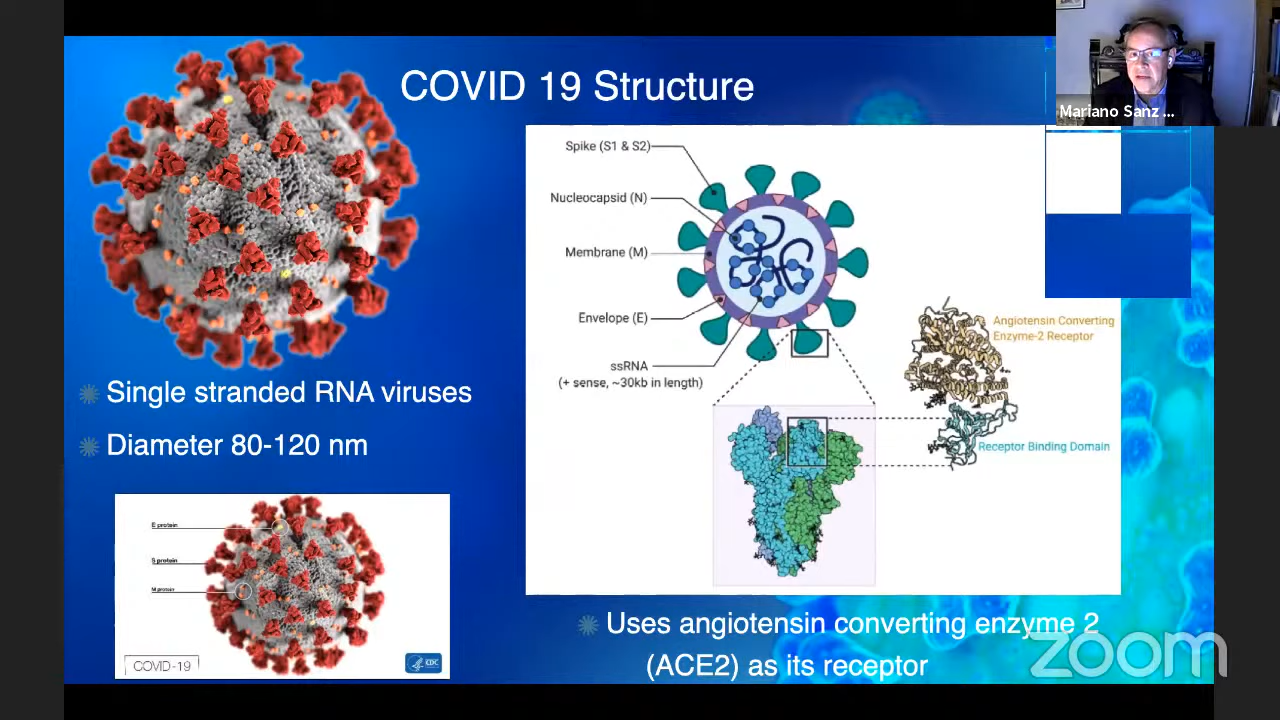 COVID 19 Structure
Mariano Sanz ...
Spike (S1 & S2)
Nucleocapsid (N)
Membrane (M)
Envelope (E)
ssRNA
(+ sense, ~30kb in length)
Angiotensin Converting
Enzyme-2 Receptor
Receptor Binding Domain
Single stranded RNA viruses
Diameter 80-120 nm
E protein
S protein
M protein
COVID-19
CDC
Uses angiotensin converting enzyme 2
(ACE2) as its receptor
zoom